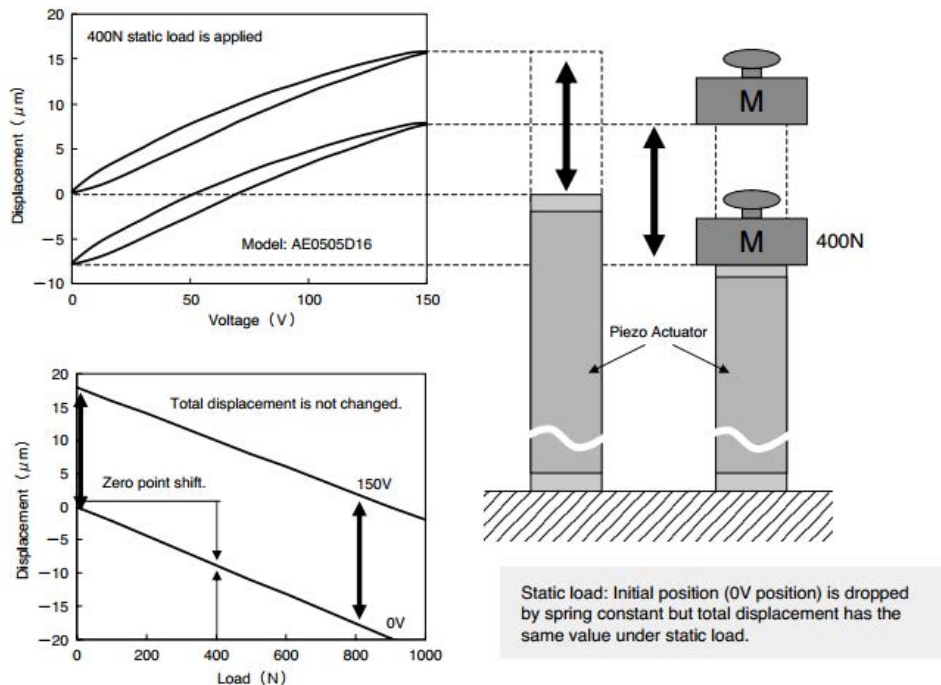 400N static load is applied
20
15
10
5
0
−5
−10
Displacement (μm)
0
50
100
150
Voltage (V)
Model: AE0505D16
M
M
400N
Piezo Actuator
20
15
10
5
0
−5
−10
−15
−20
Displacement (μm)
Total displacement is not changed.
Zero point shift.
150V
0V
0
200
400
600
800
1000
Load (N)
Static load: Initial position (0V position) is dropped
by spring constant but total displacement has the
same value under static load.